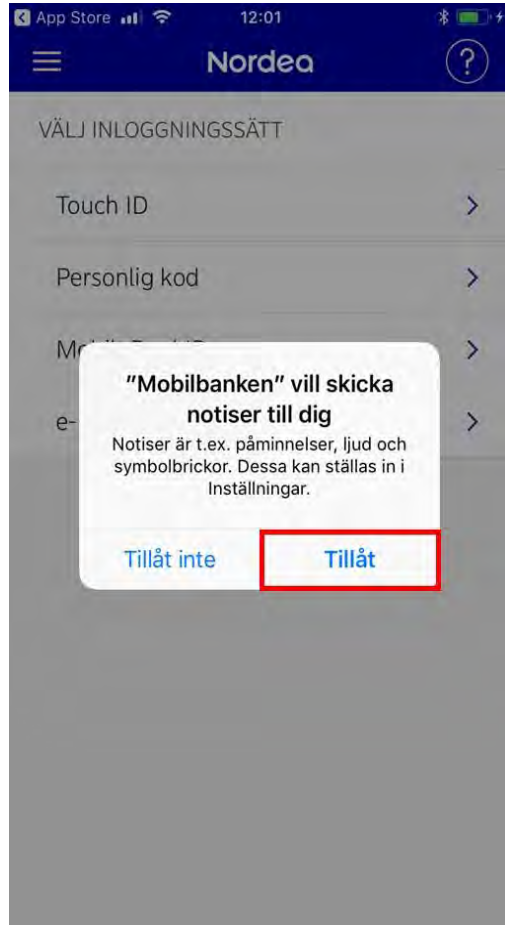 App Store 12:01
Nordea
?
VÄLJ INLOGGNINGSSÄTT
Touch ID
Personlig kod
e-
"Mobilbanken" vill skicka
notiser till dig
Notiser är t.ex. påminnelser, ljud och
symbolbrickor. Dessa kan ställas in i
Inställningar.
Tillåt inte Tillåt